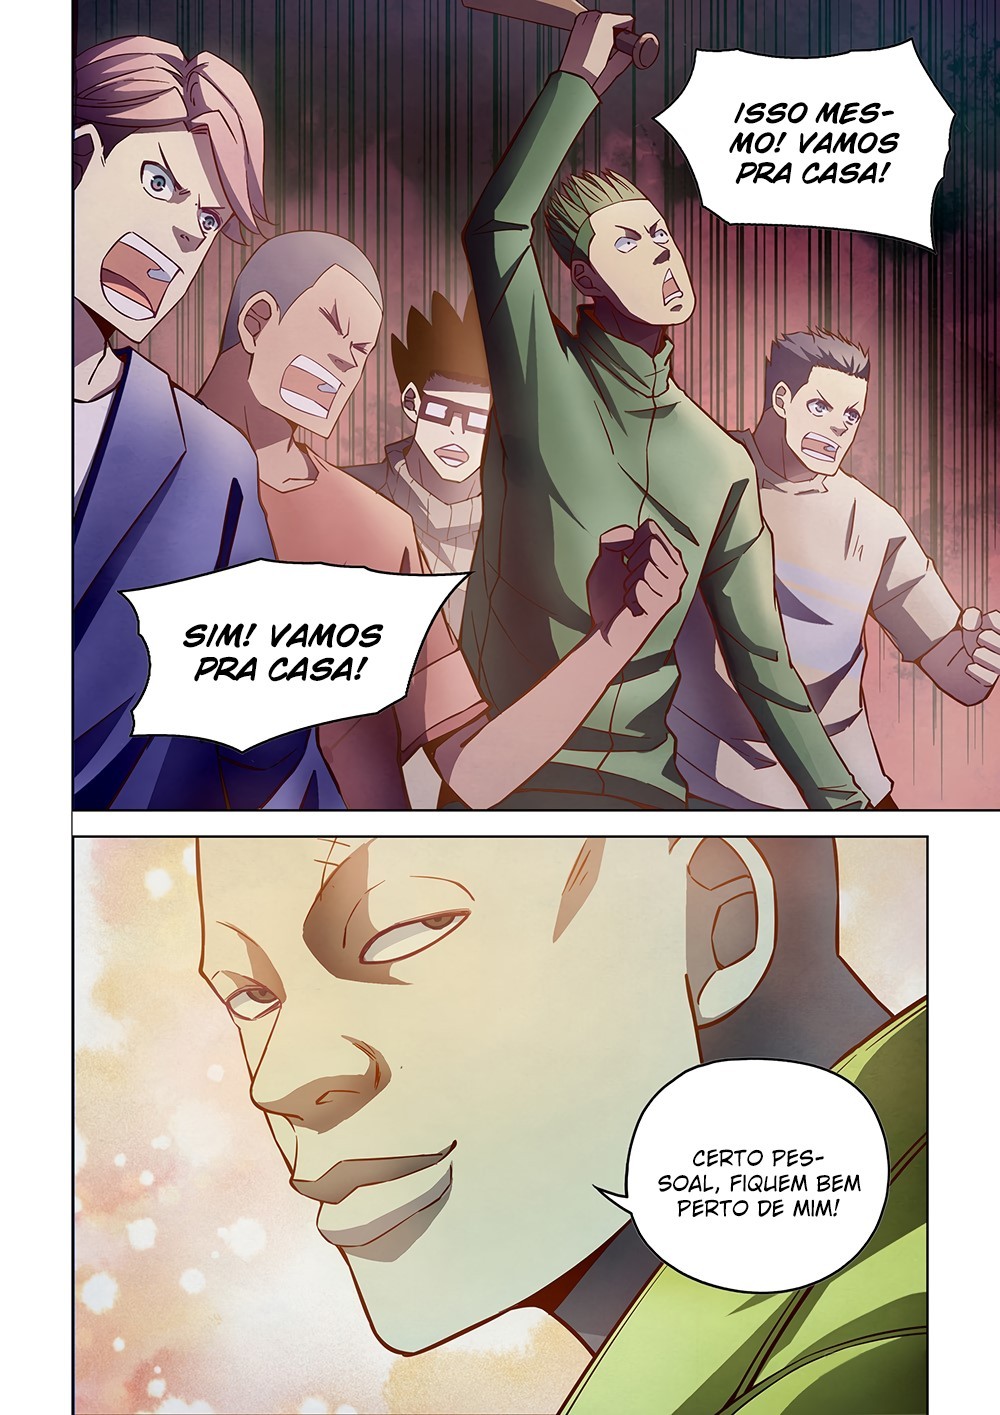 ISSO MES-
MO! VAMOS
PRA CASA!
SIM! VAMOS
PRA CASA!
CERTO PES-
SOAL, FIQUEM BEM
PERTO DE MIM!